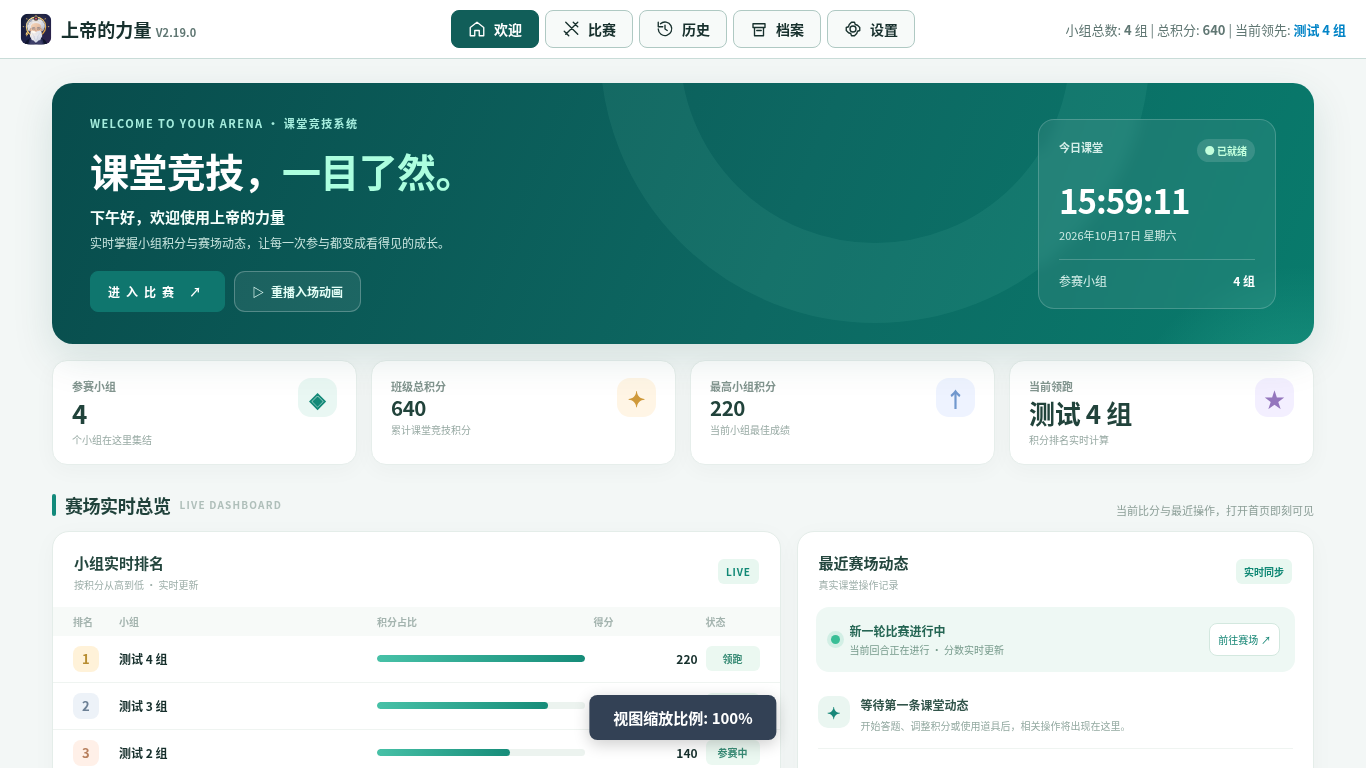 上帝的力量 V2.19.0
欢迎
比赛
历史
档案
设置
小组总数: 4 组 | 总积分: 640 | 当前领先: 测试 4 组
WELCOME TO YOUR ARENA • 课堂竞技系统
课堂竞技，一目了然。
下午好，欢迎使用上帝的力量
实时掌握小组积分与赛场动态，让每一次参与都变成看得见的成长。
进入比赛 ↗
▷ 重播入场动画
今日课堂
已就绪
15:59:11
2026年10月17日 星期六
参赛小组 4 组
参赛小组
4
个小组在这里集结
班级总积分
640
累计课堂竞技积分
最高小组积分
220
当前小组最佳成绩
当前领跑
测试 4 组
积分排名实时计算
赛场实时总览 LIVE DASHBOARD
当前比分与最近操作，打开首页即刻可见
小组实时排名
按积分从高到低 • 实时更新
LIVE
排名 小组 积分占比 得分 状态
1 测试 4 组 220 领跑
2 测试 3 组
3 测试 2 组 140 参赛中
视图缩放比例: 100%
最近赛场动态
真实课堂操作记录
实时同步
新一轮比赛进行中
当前回合正在进行 • 分数实时更新
前往赛场 ↗
等待第一条课堂动态
开始答题、调整积分或使用道具后，相关操作将出现在这里。